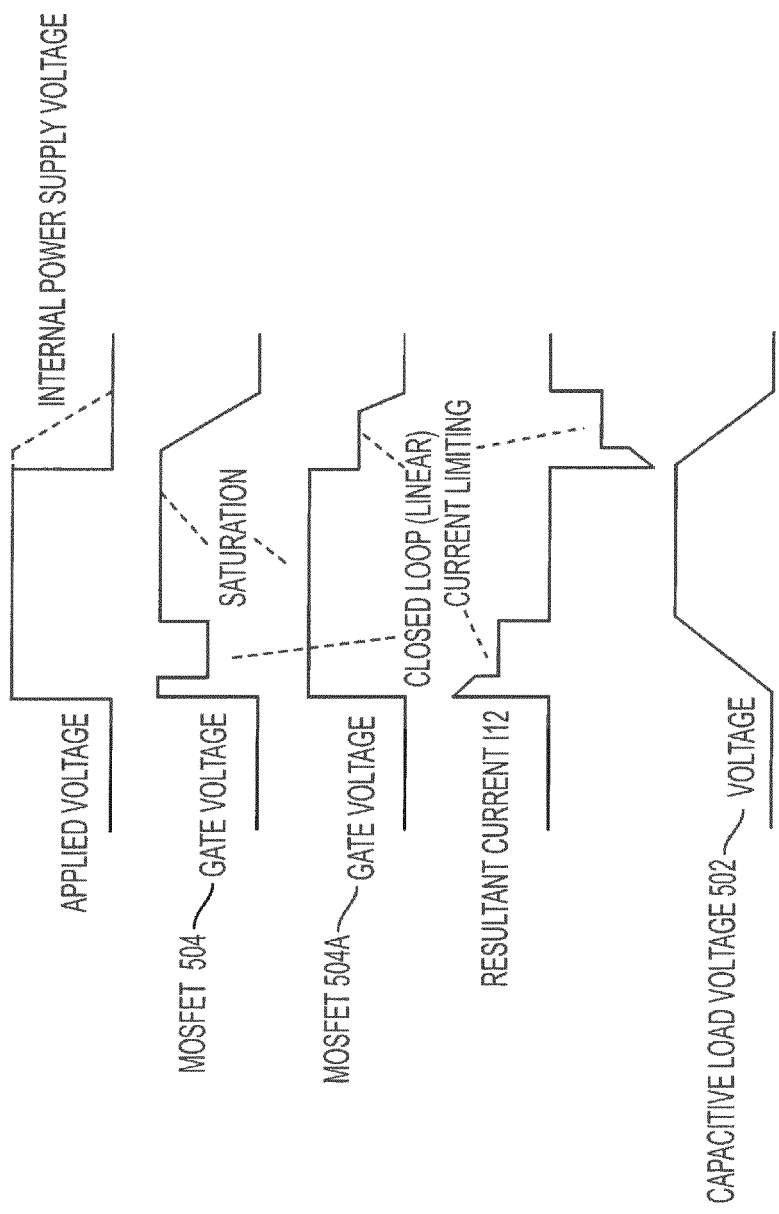 INTERNAL POWER SUPPLY VOLTAGE
APPLIED VOLTAGE
MOSFET 504
GATE VOLTAGE
SATURATION
MOSFET 504A
GATE VOLTAGE
CLOSED LOOP (LINEAR)
CURRENT LIMITING
RESULTANT CURRENT I12
CAPACITIVE LOAD VOLTAGE 502
VOLTAGE